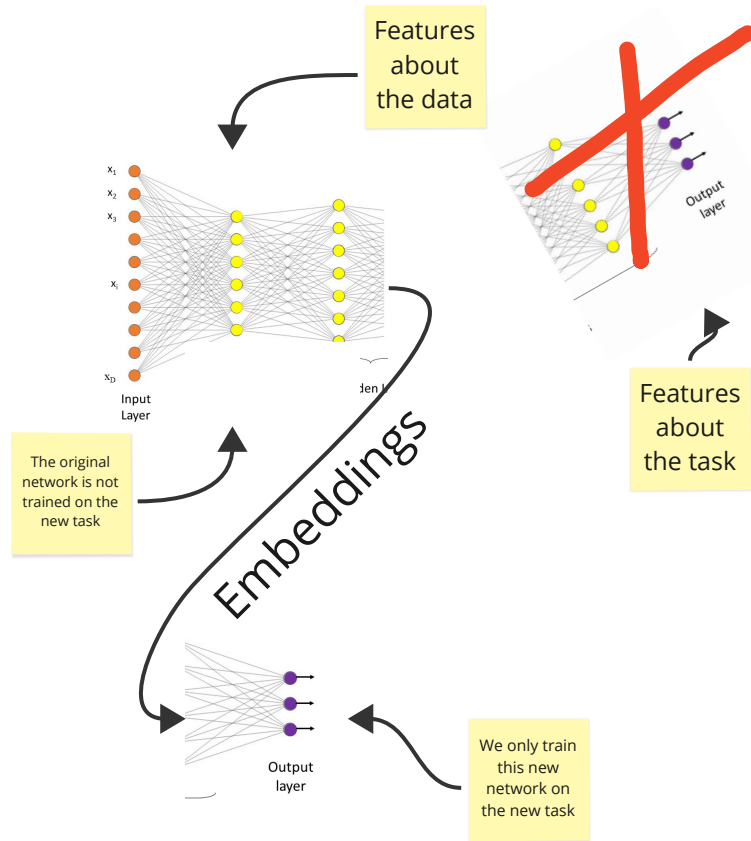 Features
about
the data
x1
x2
x3
xi
xD
Input
Layer
Output
layer
Features
about
the task
The original
network is not
trained on the
new task
Embeddings
Output
layer
We only train
this new
network on
the new task